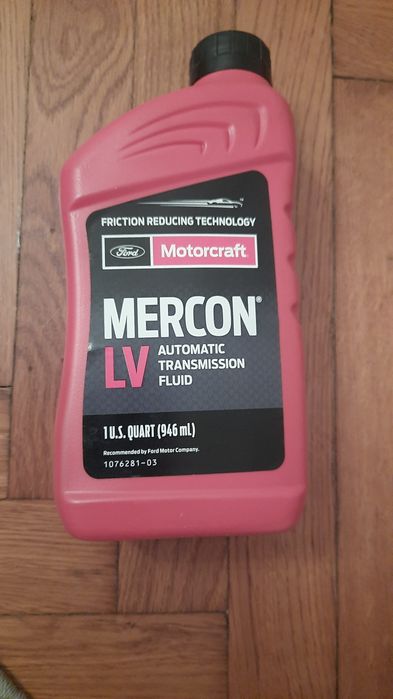 FRICTION REDUCING TECHNOLOGY
Ford Motorcraft
MERCON®
LV AUTOMATIC
TRANSMISSION
FLUID
1 U.S. QUART (946 mL)
Recommended by Ford Motor Company.
1076281-03